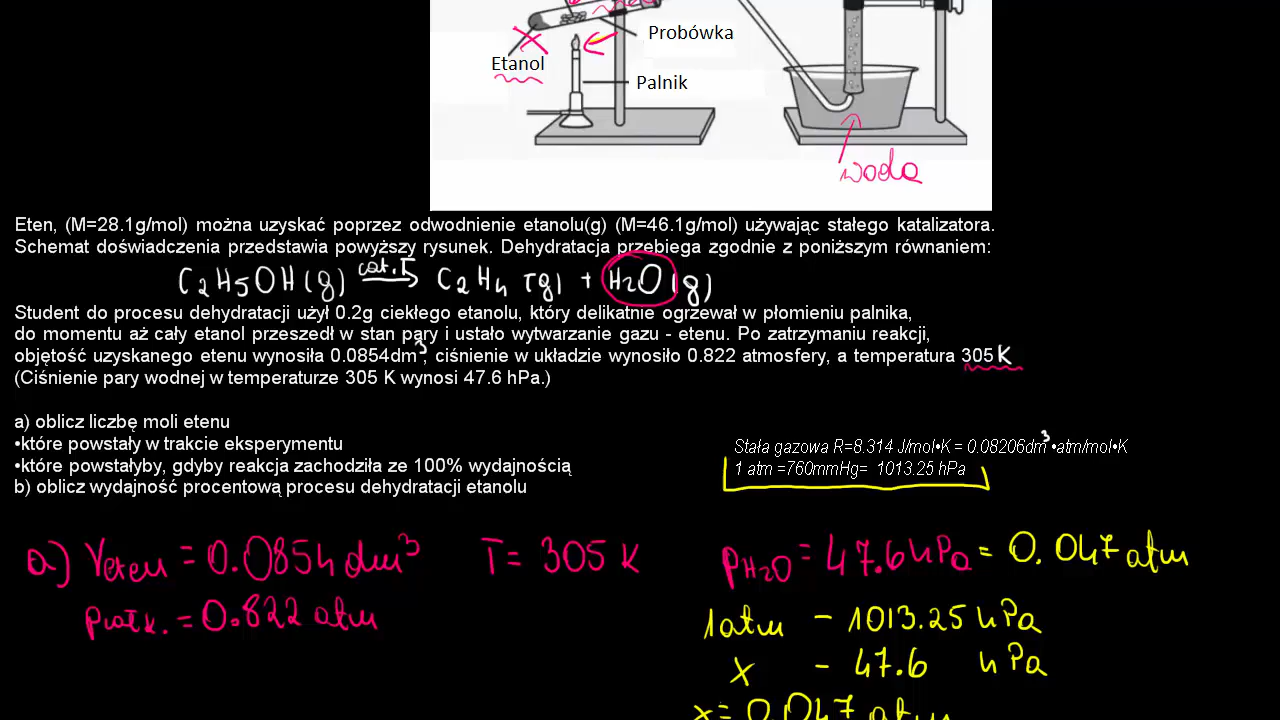 Probówka
Etanol
Palnik
woda
Eten, (M=28.1g/mol) można uzyskać poprzez odwodnienie etanolu(g) (M=46.1g/mol) używając stałego katalizatora.
Schemat doświadczenia przedstawia powyższy rysunek. Dehydratacja przebiega zgodnie z poniższym równaniem:
C2H5OH(g) cat. T → C2H4 (g) + H2O (g)
Student do procesu dehydratacji użył 0.2g ciekłego etanolu, który delikatnie ogrzewał w płomieniu palnika,
do momentu aż cały etanol przeszedł w stan pary i ustało wytwarzanie gazu - etenu. Po zatrzymaniu reakcji,
objętość uzyskanego etenu wynosiła 0.0854dm3, ciśnienie w układzie wynosiło 0.822 atmosfery, a temperatura 305 K
(Ciśnienie pary wodnej w temperaturze 305 K wynosi 47.6 hPa.)
a) oblicz liczbę moli etenu
•które powstały w trakcie eksperymentu
•które powstałyby, gdyby reakcja zachodziła ze 100% wydajnością
b) oblicz wydajność procentową procesu dehydratacji etanolu
Stała gazowa R=8.314 J/mol•K = 0.08206dm3•atm/mol•K
1 atm =760mmHg= 1013.25 hPa
a) Veten = 0.0854 dm3 T = 305 K
pH2O = 47.6 hPa = 0.047 atm
pcałk. = 0.822 atm
1 atm - 1013.25 hPa
x - 47.6 hPa
x = 0.047 atm